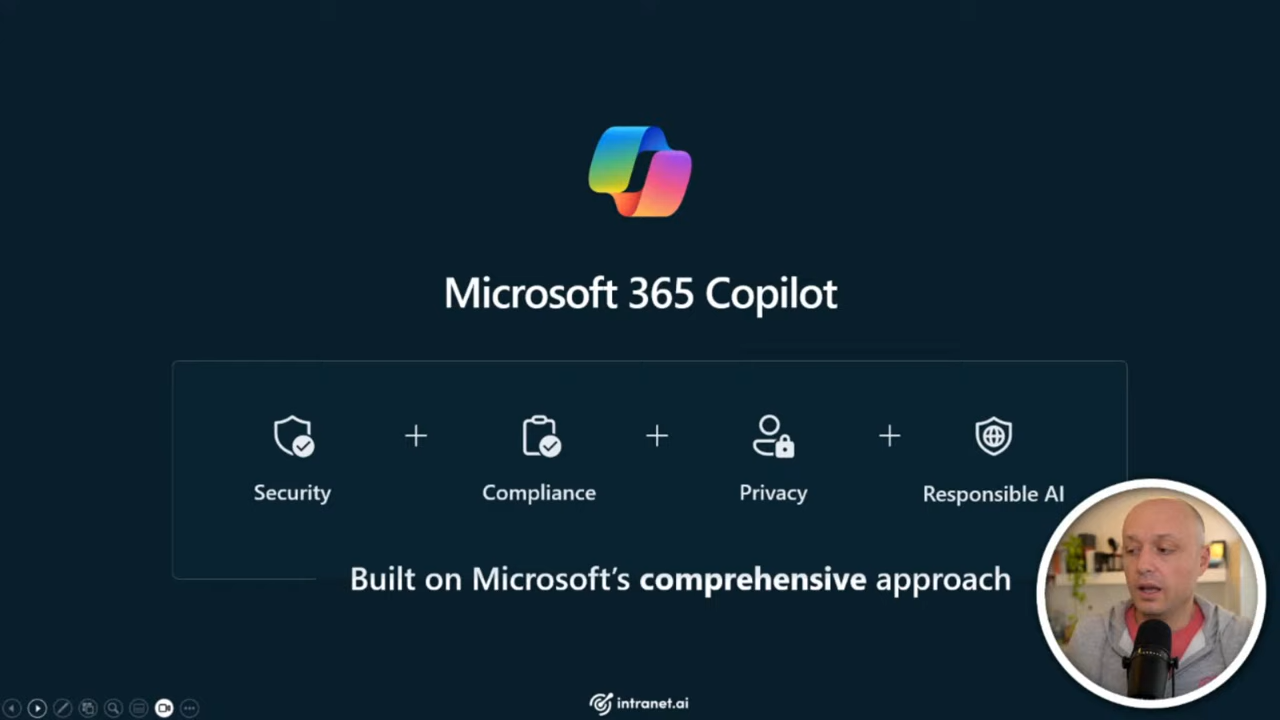 Microsoft 365 Copilot
Security
Compliance
Privacy
Responsible AI
Built on Microsoft's comprehensive approach
intranet.ai